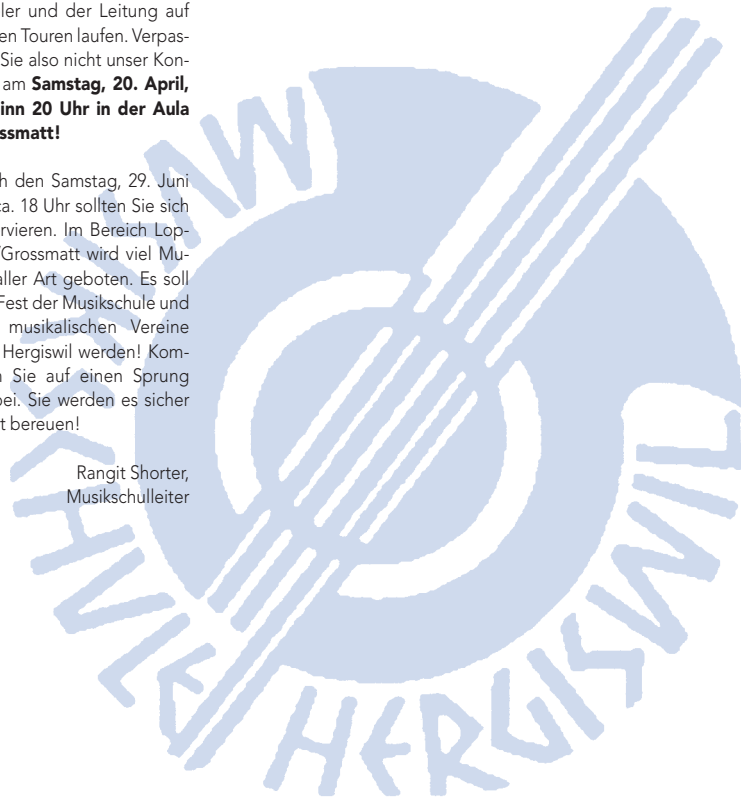 ler und der Leitung auf
en Touren laufen. Verpas-
Sie also nicht unser Kon-
am Samstag, 20. April,
inn 20 Uhr in der Aula
ssmatt!
h den Samstag, 29. Juni
ca. 18 Uhr sollten Sie sich
rvieren. Im Bereich Lop-
/Grossmatt wird viel Mu-
aller Art geboten. Es soll
Fest der Musikschule und
musikalischen Vereine
Hergiswil werden! Kom-
n Sie auf einen Sprung
bei. Sie werden es sicher
t bereuen!
Rangit Shorter,
Musikschulleiter
MVSIKSCHVLE HERGISWIL